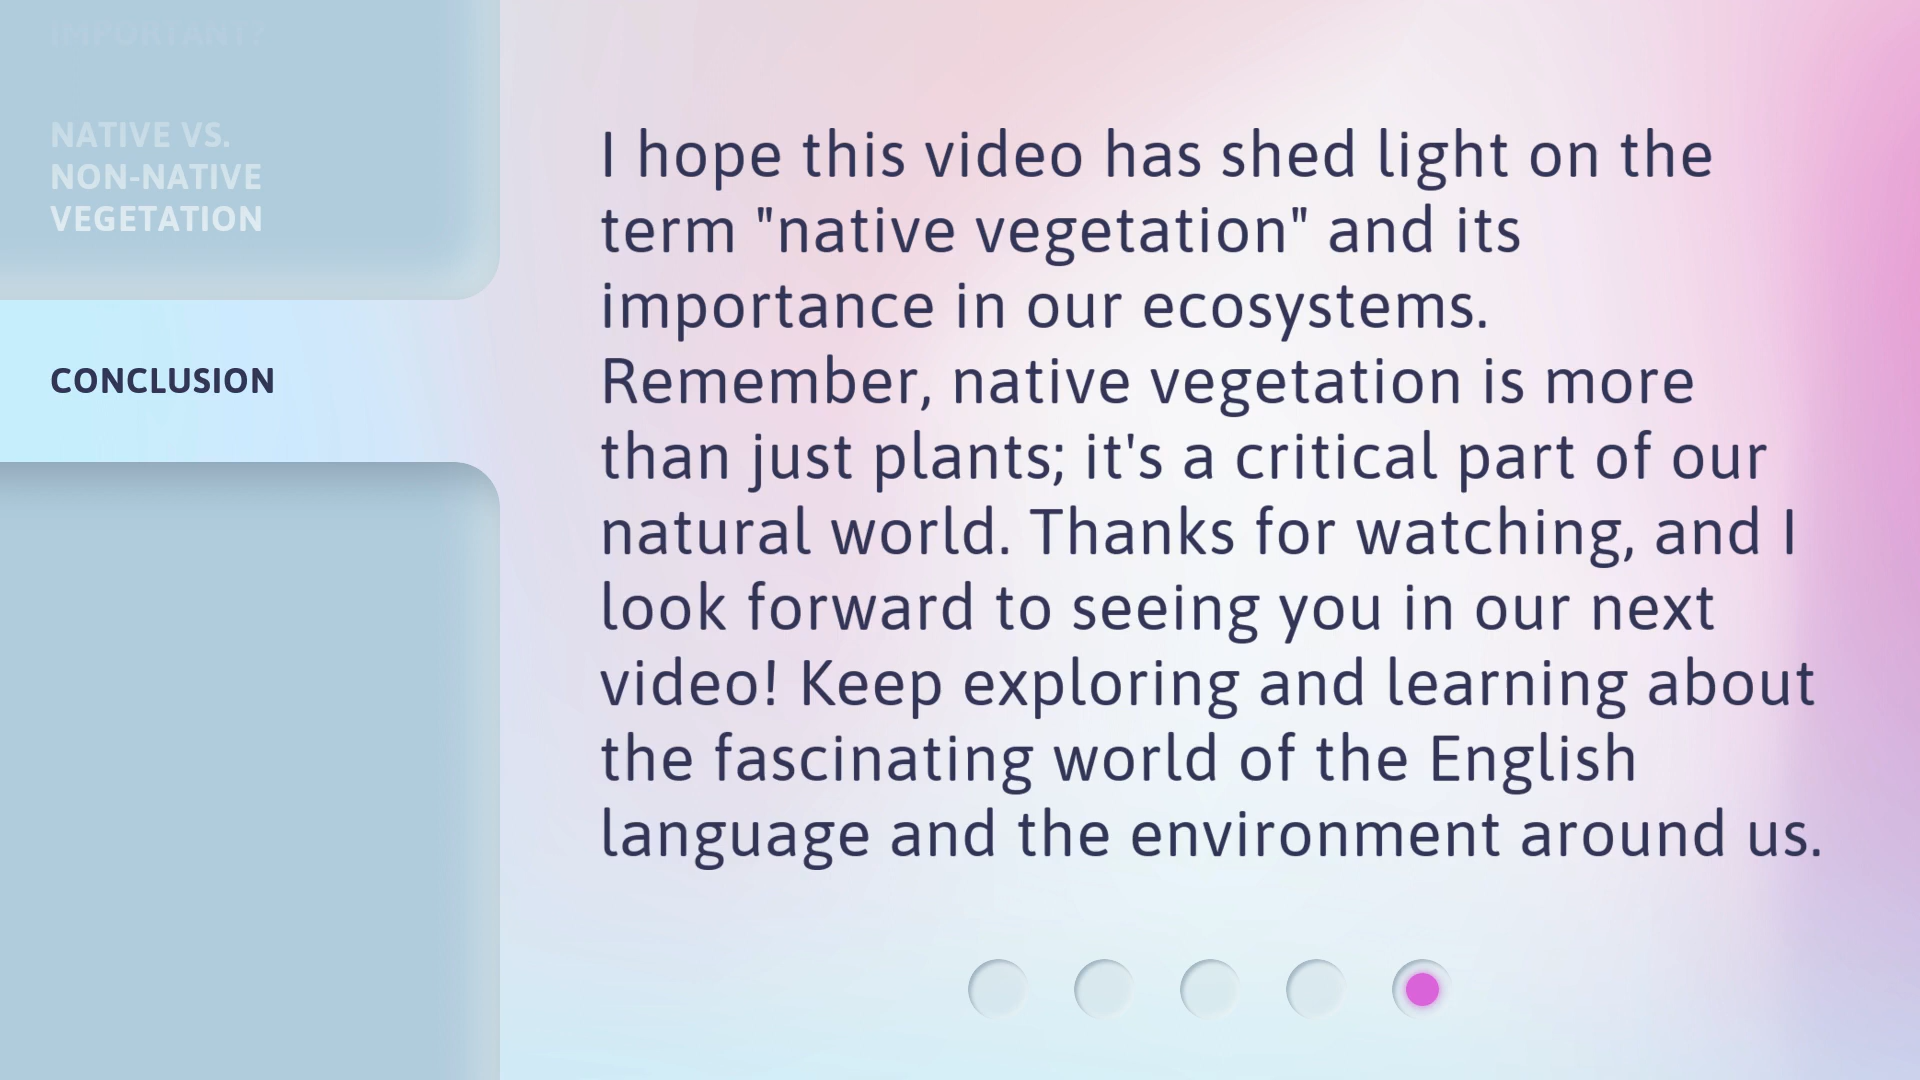 IMPORTANT?
NATIVE VS.
NON-NATIVE
VEGETATION
CONCLUSION
I hope this video has shed light on the
term "native vegetation" and its
importance in our ecosystems.
Remember, native vegetation is more
than just plants; it's a critical part of our
natural world. Thanks for watching, and I
look forward to seeing you in our next
video! Keep exploring and learning about
the fascinating world of the English
language and the environment around us.